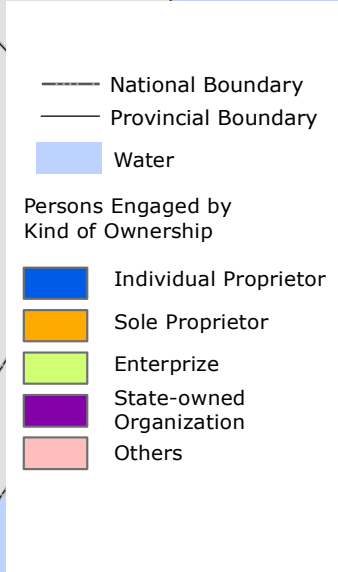 National Boundary
Provincial Boundary
Water
Persons Engaged by
Kind of Ownership
Individual Proprietor
Sole Proprietor
Enterprize
State-owned
Organization
Others